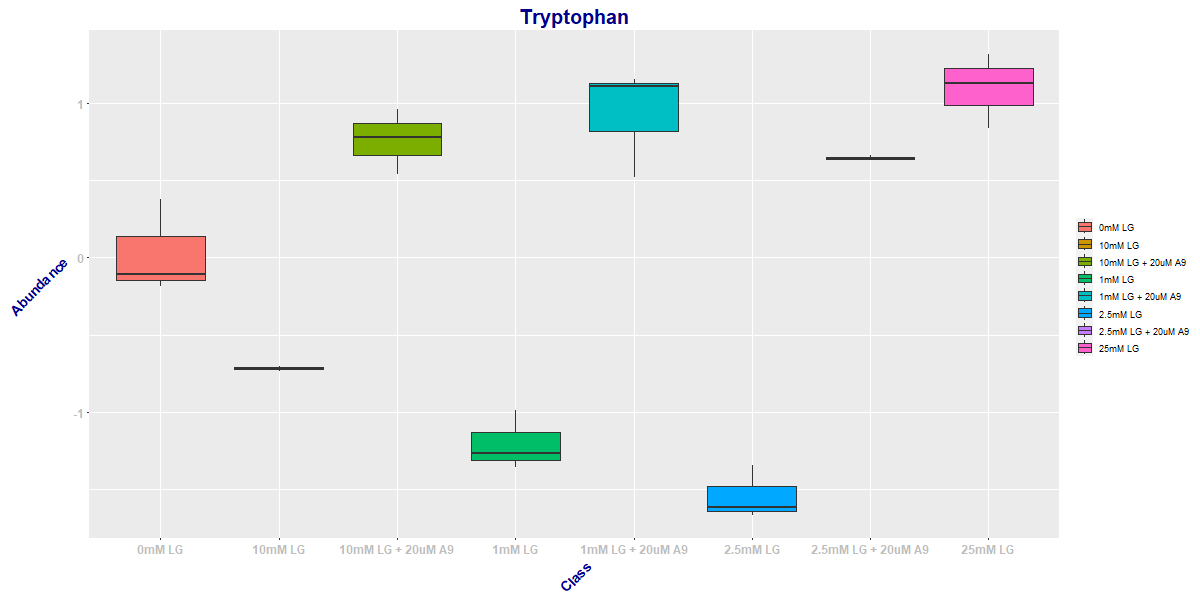 Tryptophan
Abundance
1
0
-1
0mM LG
10mM LG
10mM LG + 20uM A9
1mM LG
1mM LG + 20uM A9
2.5mM LG
2.5mM LG + 20uM A9
25mM LG
Class
0mM LG
10mM LG
10mM LG + 20uM A9
1mM LG
1mM LG + 20uM A9
2.5mM LG
2.5mM LG + 20uM A9
25mM LG